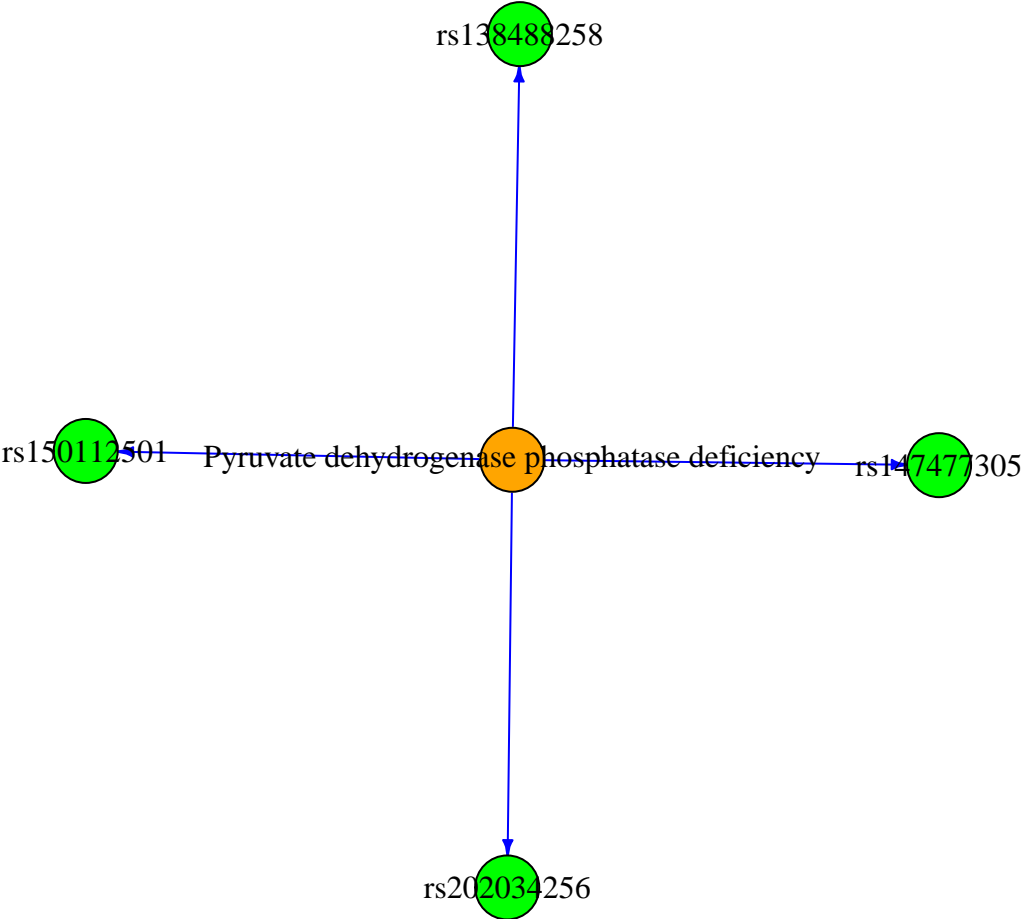 rs138488258
rs150112501
Pyruvate dehydrogenase phosphatase deficiency
rs147477305
rs202034256